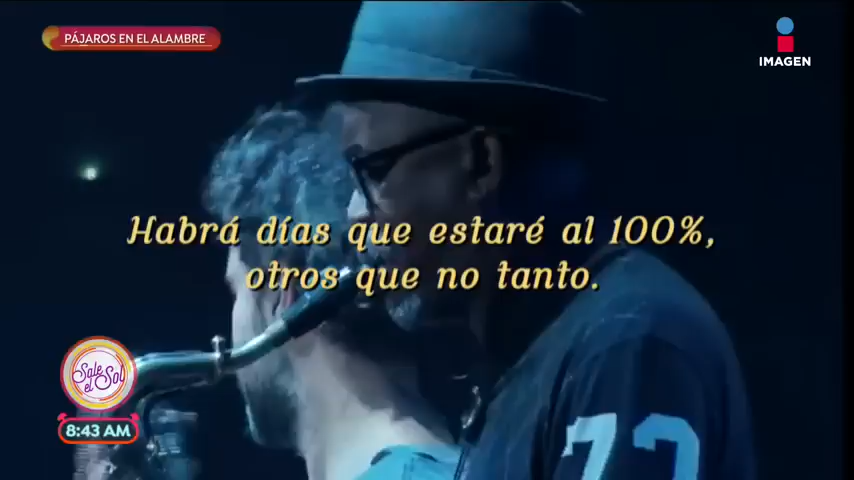 PÁJAROS EN EL ALAMBRE
IMAGEN
Habrá días que estaré al 100%,
otros que no tanto.
Sale el Sol
8:43 AM
72